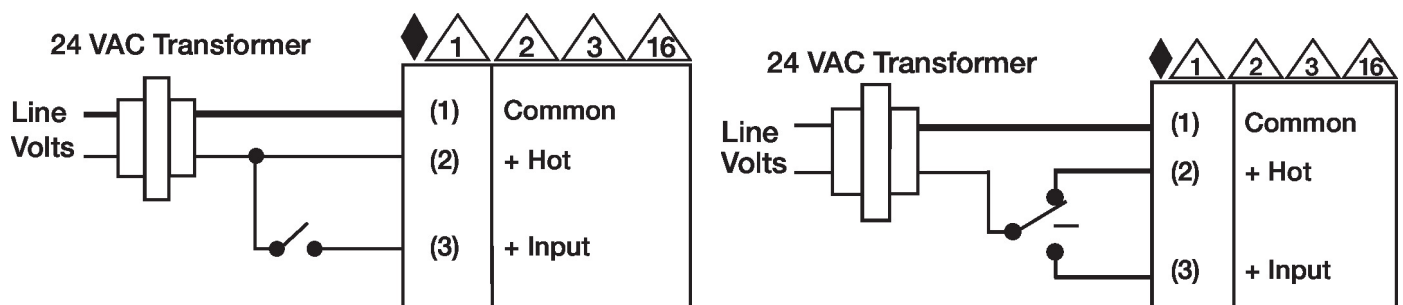 24 VAC Transformer
1 2 3 16
Line
Volts
(1) Common
(2) + Hot
(3) + Input
24 VAC Transformer
1 2 3 16
Line
Volts
(1) Common
(2) + Hot
(3) + Input